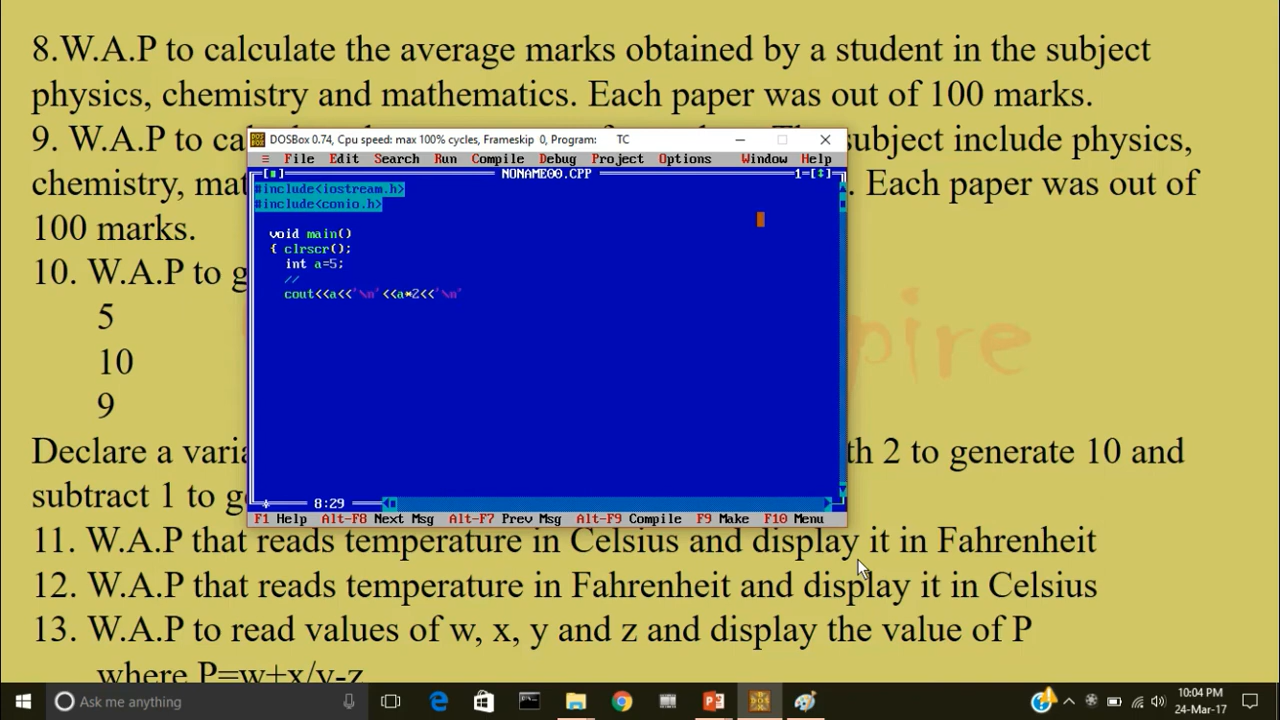 8.W.A.P to calculate the average marks obtained by a student in the subject
physics, chemistry and mathematics. Each paper was out of 100 marks.
9. W.A.P to subject include physics,
chemistry, Each paper was out of
100 marks.
10. W.A.P to
5
10
9
Declare a 2 to generate 10 and
subtract 1 to
11. W.A.P that reads temperature in Celsius and display it in Fahrenheit
12. W.A.P that reads temperature in Fahrenheit and display it in Celsius
13. W.A.P to read values of w, x, y and z and display the value of P
where P=w+x/y-z
DOSBox 0.74, Cpu speed: max 100% cycles, Frameskip 0, Program: TC
≡ File Edit Search Run Compile Debug Project Options Window Help
NONAME00.CPP 1=[↕]
#include<iostream.h>
#include<conio.h>
void main()
{ clrscr();
int a=5;
//
cout<<a<<'\n'<<a*2<<'\n'
8:29
F1 Help Alt-F8 Next Msg Alt-F7 Prev Msg Alt-F9 Compile F9 Make F10 Menu
pire
Ask me anything
10:04 PM
24-Mar-17